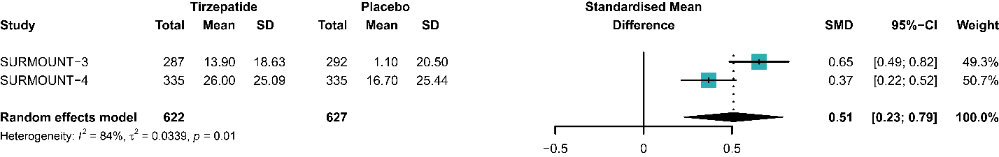 Tirzepatide Placebo Standardised Mean
Study Total Mean SD Total Mean SD Difference SMD 95%−CI Weight
SURMOUNT−3 287 13.90 18.63 292 1.10 20.50 0.65 [0.49; 0.82] 49.3%
SURMOUNT−4 335 26.00 25.09 335 16.70 25.44 0.37 [0.22; 0.52] 50.7%
Random effects model 622 627 0.51 [0.23; 0.79] 100.0%
Heterogeneity: I² = 84%, τ² = 0.0339, p = 0.01
−0.5 0 0.5